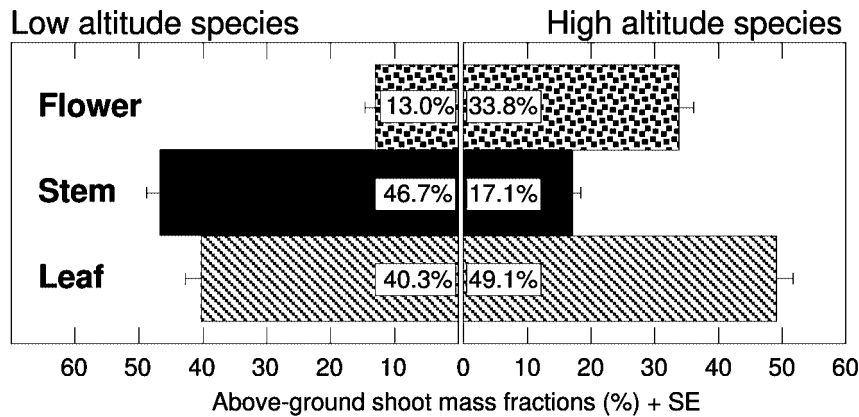 Low altitude species High altitude species
Flower 13.0% 33.8%
Stem 46.7% 17.1%
Leaf 40.3% 49.1%
60 50 40 30 20 10 0 10 20 30 40 50 60
Above-ground shoot mass fractions (%) + SE